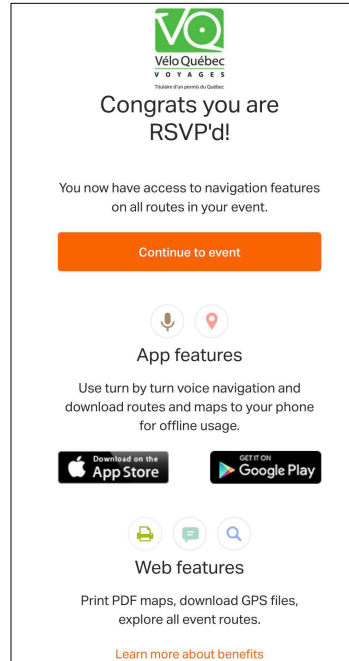 VQ
Vélo Québec
VOYAGES
Titulaire d'un permis du Québec
Congrats you are
RSVP'd!
You now have access to navigation features
on all routes in your event.
Continue to event
App features
Use turn by turn voice navigation and
download routes and maps to your phone
for offline usage.
Download on the
App Store
GET IT ON
Google Play
Web features
Print PDF maps, download GPS files,
explore all event routes.
Learn more about benefits